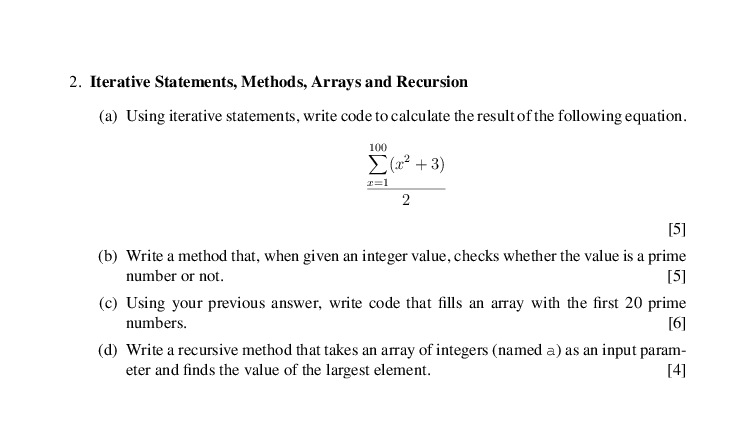 2. Iterative Statements, Methods, Arrays and Recursion
(a) Using iterative statements, write code to calculate the result of the following equation.
100
∑(x² + 3)
x=1
2
[5]
(b) Write a method that, when given an integer value, checks whether the value is a prime
number or not. [5]
(c) Using your previous answer, write code that fills an array with the first 20 prime
numbers. [6]
(d) Write a recursive method that takes an array of integers (named a) as an input param-
eter and finds the value of the largest element. [4]